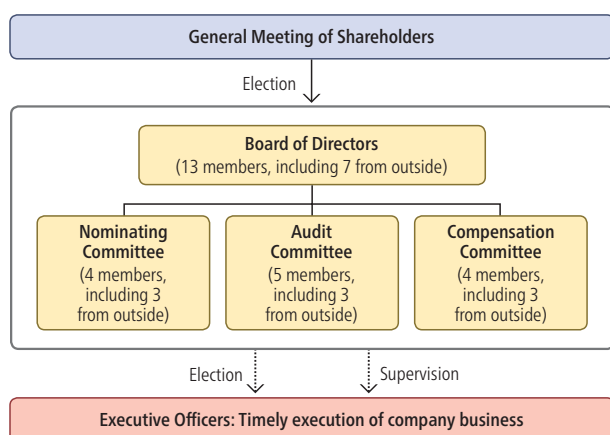 General Meeting of Shareholders
Election
Board of Directors
(13 members, including 7 from outside)
Nominating
Committee
(4 members,
including 3
from outside)
Audit
Committee
(5 members,
including 3
from outside)
Compensation
Committee
(4 members,
including 3
from outside)
Election
Supervision
Executive Officers: Timely execution of company business